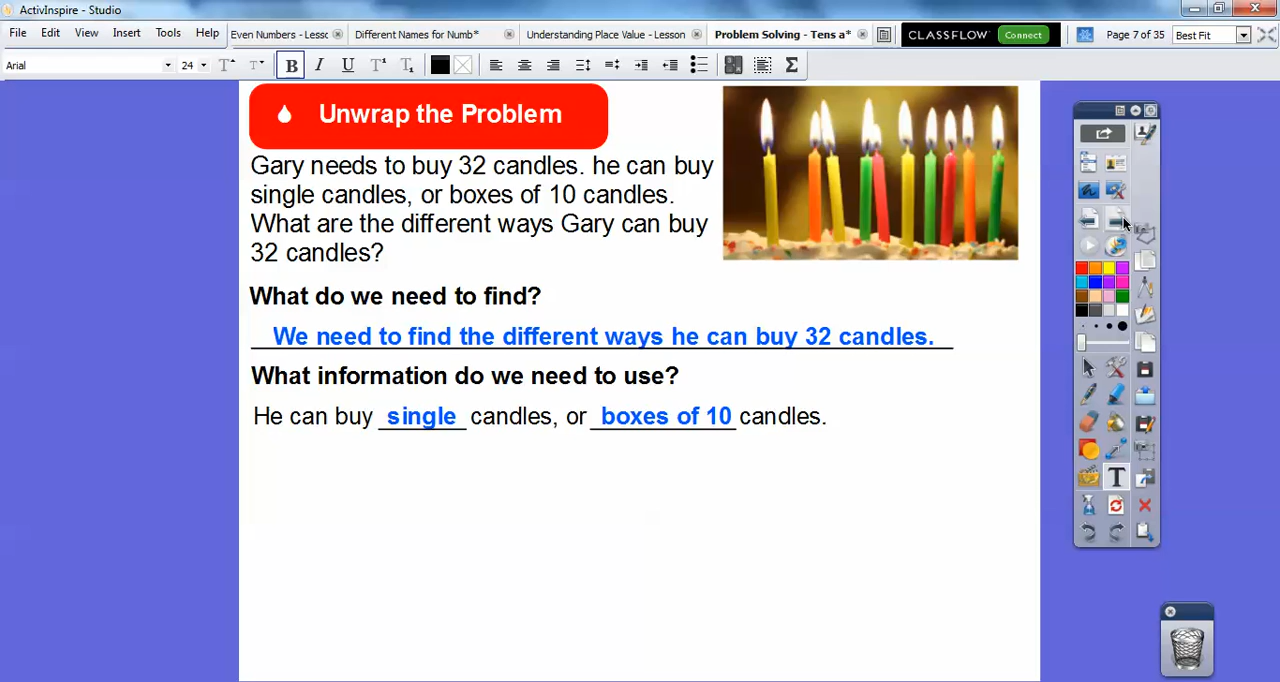 ActivInspire - Studio
File Edit View Insert Tools Help Even Numbers - Lessc Different Names for Numb* Understanding Place Value - Lesson Problem Solving - Tens a* CLASSFLOW Connect Page 7 of 35 Best Fit
Arial 24 T T B I U T¹ T₁ Σ
Unwrap the Problem
Gary needs to buy 32 candles. he can buy
single candles, or boxes of 10 candles.
What are the different ways Gary can buy
32 candles?
What do we need to find?
We need to find the different ways he can buy 32 candles.
What information do we need to use?
He can buy single candles, or boxes of 10 candles.
T